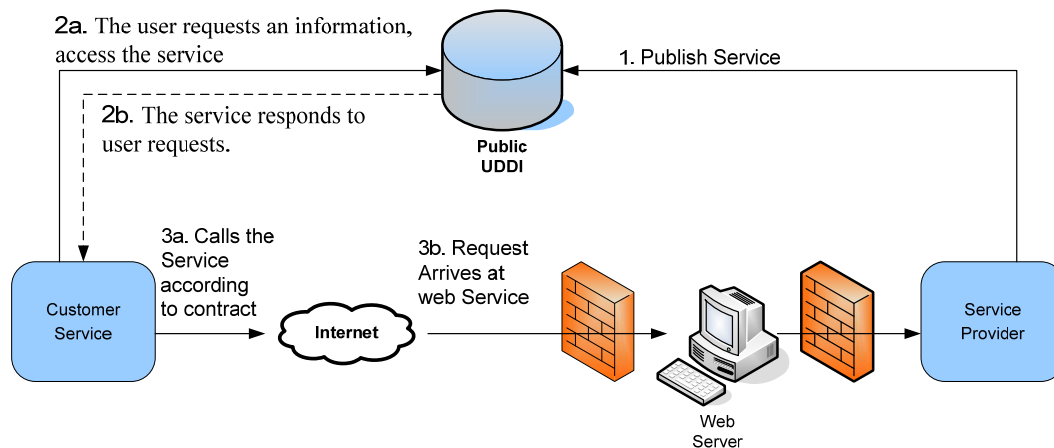 2a. The user requests an information,
access the service
1. Publish Service
2b. The service responds to
user requests.
Public
UDDI
3a. Calls the
Service
according
to contract
3b. Request
Arrives at
web Service
Customer
Service
Internet
Service
Provider
Web
Server